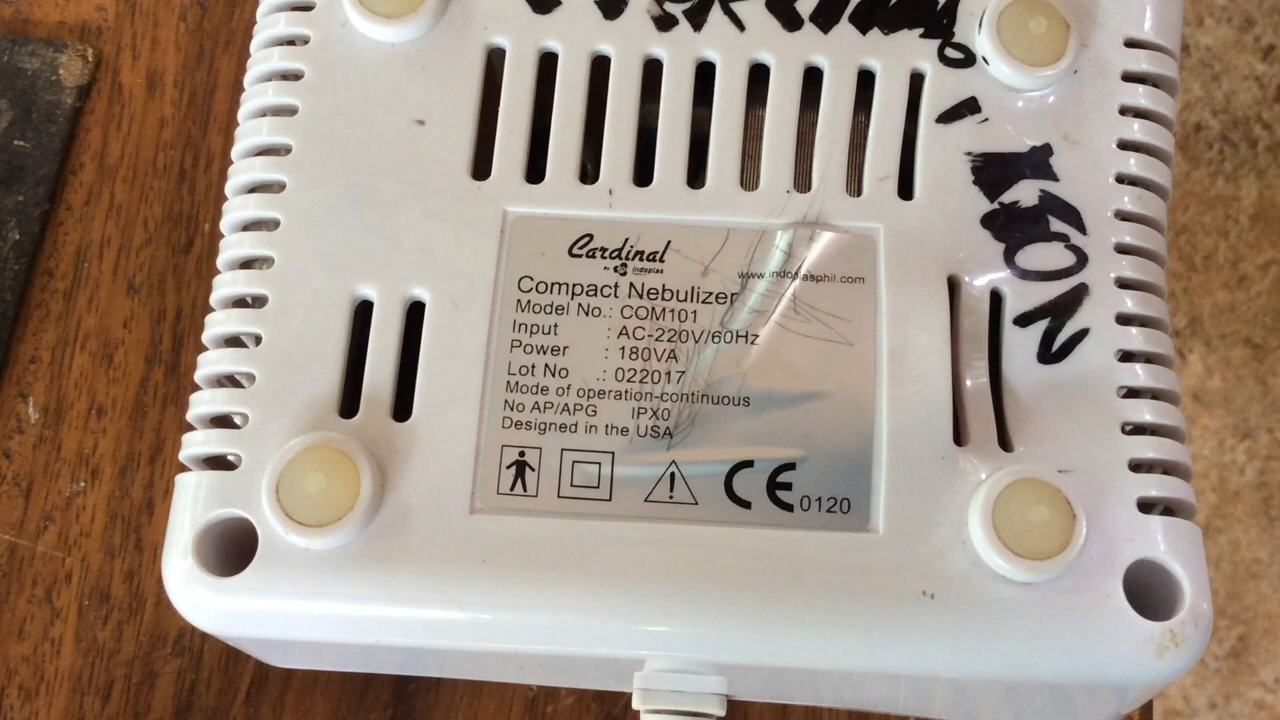 Cardinal
By indoplas
www.indoplasphil.com
Compact Nebulizer
Model No.: COM101
Input : AC-220V/60Hz
Power : 180VA
Lot No .: 022017
Mode of operation-continuous
No AP/APG IPX0
Designed in the USA
CE 0120